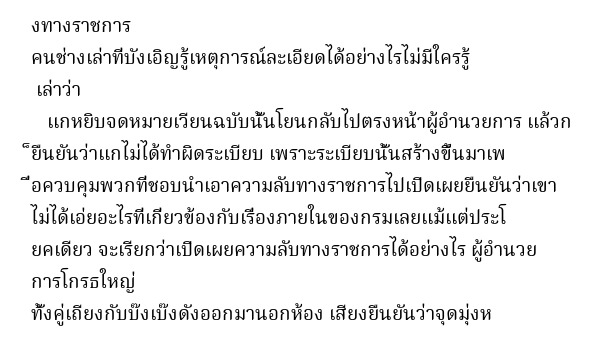 งทางราชการ
คนช่างเล่าที่บังเอิญรู้เหตุการณ์ละเอียดได้อย่างไรไม่มีใครรู้
เล่าว่า
แกหยิบจดหมายเวียนฉบับนั้นโยนกลับไปตรงหน้าผู้อำนวยการ แล้วก
็ยืนยันว่าแกไม่ได้ทำผิดระเบียบ เพราะระเบียบนั้นสร้างขึ้นมาเพ
ื่อควบคุมพวกที่ชอบนำเอาความลับทางราชการไปเปิดเผยยืนยันว่าเขา
ไม่ได้เอ่ยอะไรที่เกี่ยวข้องกับเรื่องภายในของกรมเลยแม้แต่ประโ
ยคเดียว จะเรียกว่าเปิดเผยความลับทางราชการได้อย่างไร ผู้อำนวย
การโกรธใหญ่
ทั้งคู่เถียงกับบ๊งเบ๊งดังออกมานอกห้อง เสียงยืนยันว่าจุดมุ่งห